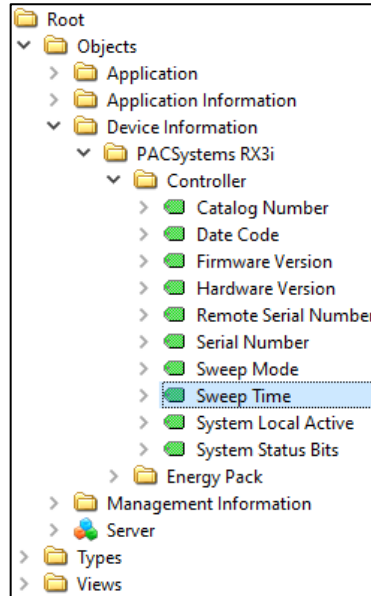 Root
Objects
Application
Application Information
Device Information
PACSystems RX3i
Controller
Catalog Number
Date Code
Firmware Version
Hardware Version
Remote Serial Number
Serial Number
Sweep Mode
Sweep Time
System Local Active
System Status Bits
Energy Pack
Management Information
Server
Types
Views